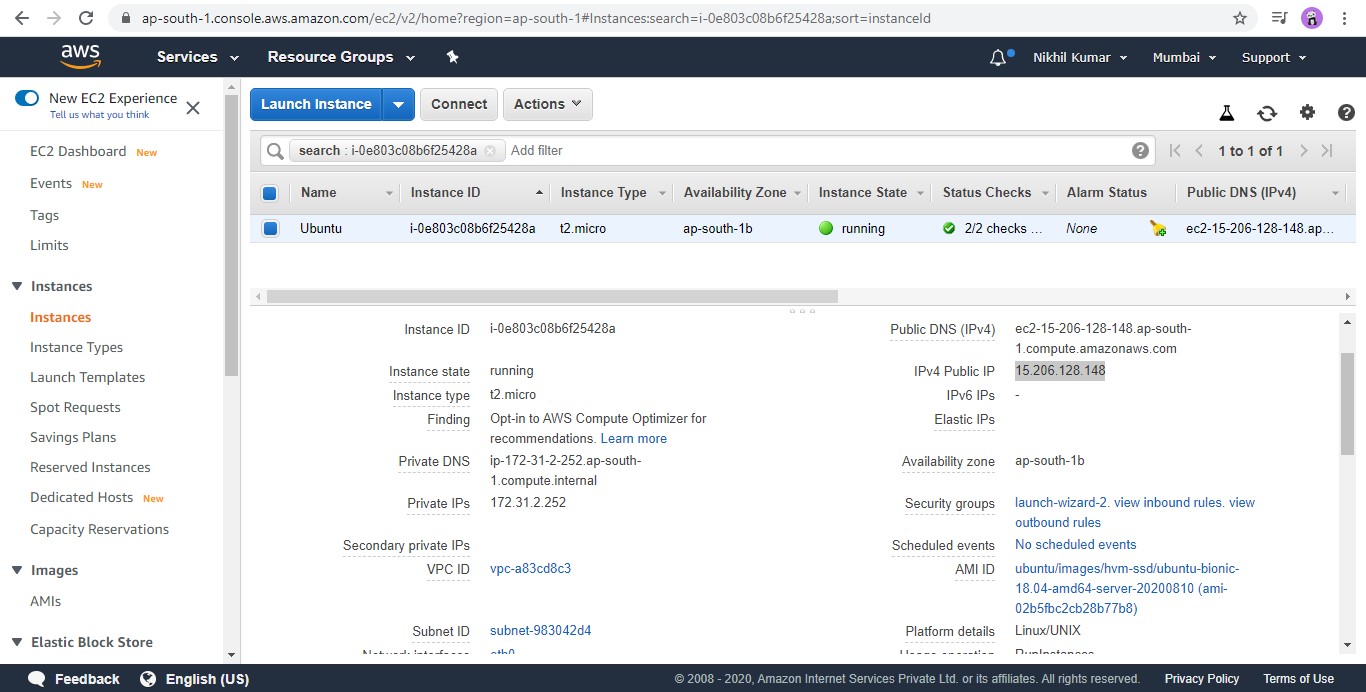 ap-south-1.console.aws.amazon.com/ec2/v2/home?region=ap-south-1#Instances:search=i-0e803c08b6f25428a;sort=instanceId
aws
Services
Resource Groups
Nikhil Kumar
Mumbai
Support
New EC2 Experience
Tell us what you think
EC2 Dashboard New
Events New
Tags
Limits
Instances
Instances
Instance Types
Launch Templates
Spot Requests
Savings Plans
Reserved Instances
Dedicated Hosts New
Capacity Reservations
Images
AMIs
Elastic Block Store
Launch Instance
Connect
Actions
search : i-0e803c08b6f25428a
Add filter
1 to 1 of 1
Name Instance ID Instance Type Availability Zone Instance State Status Checks Alarm Status Public DNS (IPv4)
Ubuntu i-0e803c08b6f25428a t2.micro ap-south-1b running 2/2 checks ... None ec2-15-206-128-148.ap...
Instance ID i-0e803c08b6f25428a
Instance state running
Instance type t2.micro
Finding Opt-in to AWS Compute Optimizer for
recommendations. Learn more
Private DNS ip-172-31-2-252.ap-south-
1.compute.internal
Private IPs 172.31.2.252
Secondary private IPs
VPC ID vpc-a83cd8c3
Subnet ID subnet-983042d4
Network interfaces eth0
Public DNS (IPv4) ec2-15-206-128-148.ap-south-
1.compute.amazonaws.com
IPv4 Public IP 15.206.128.148
IPv6 IPs -
Elastic IPs
Availability zone ap-south-1b
Security groups launch-wizard-2. view inbound rules. view
outbound rules
Scheduled events No scheduled events
AMI ID ubuntu/images/hvm-ssd/ubuntu-bionic-
18.04-amd64-server-20200810 (ami-
02b5fbc2cb28b77b8)
Platform details Linux/UNIX
Usage operation RunInstances
Feedback
English (US)
© 2008 - 2020, Amazon Internet Services Private Ltd. or its affiliates. All rights reserved.
Privacy Policy
Terms of Use